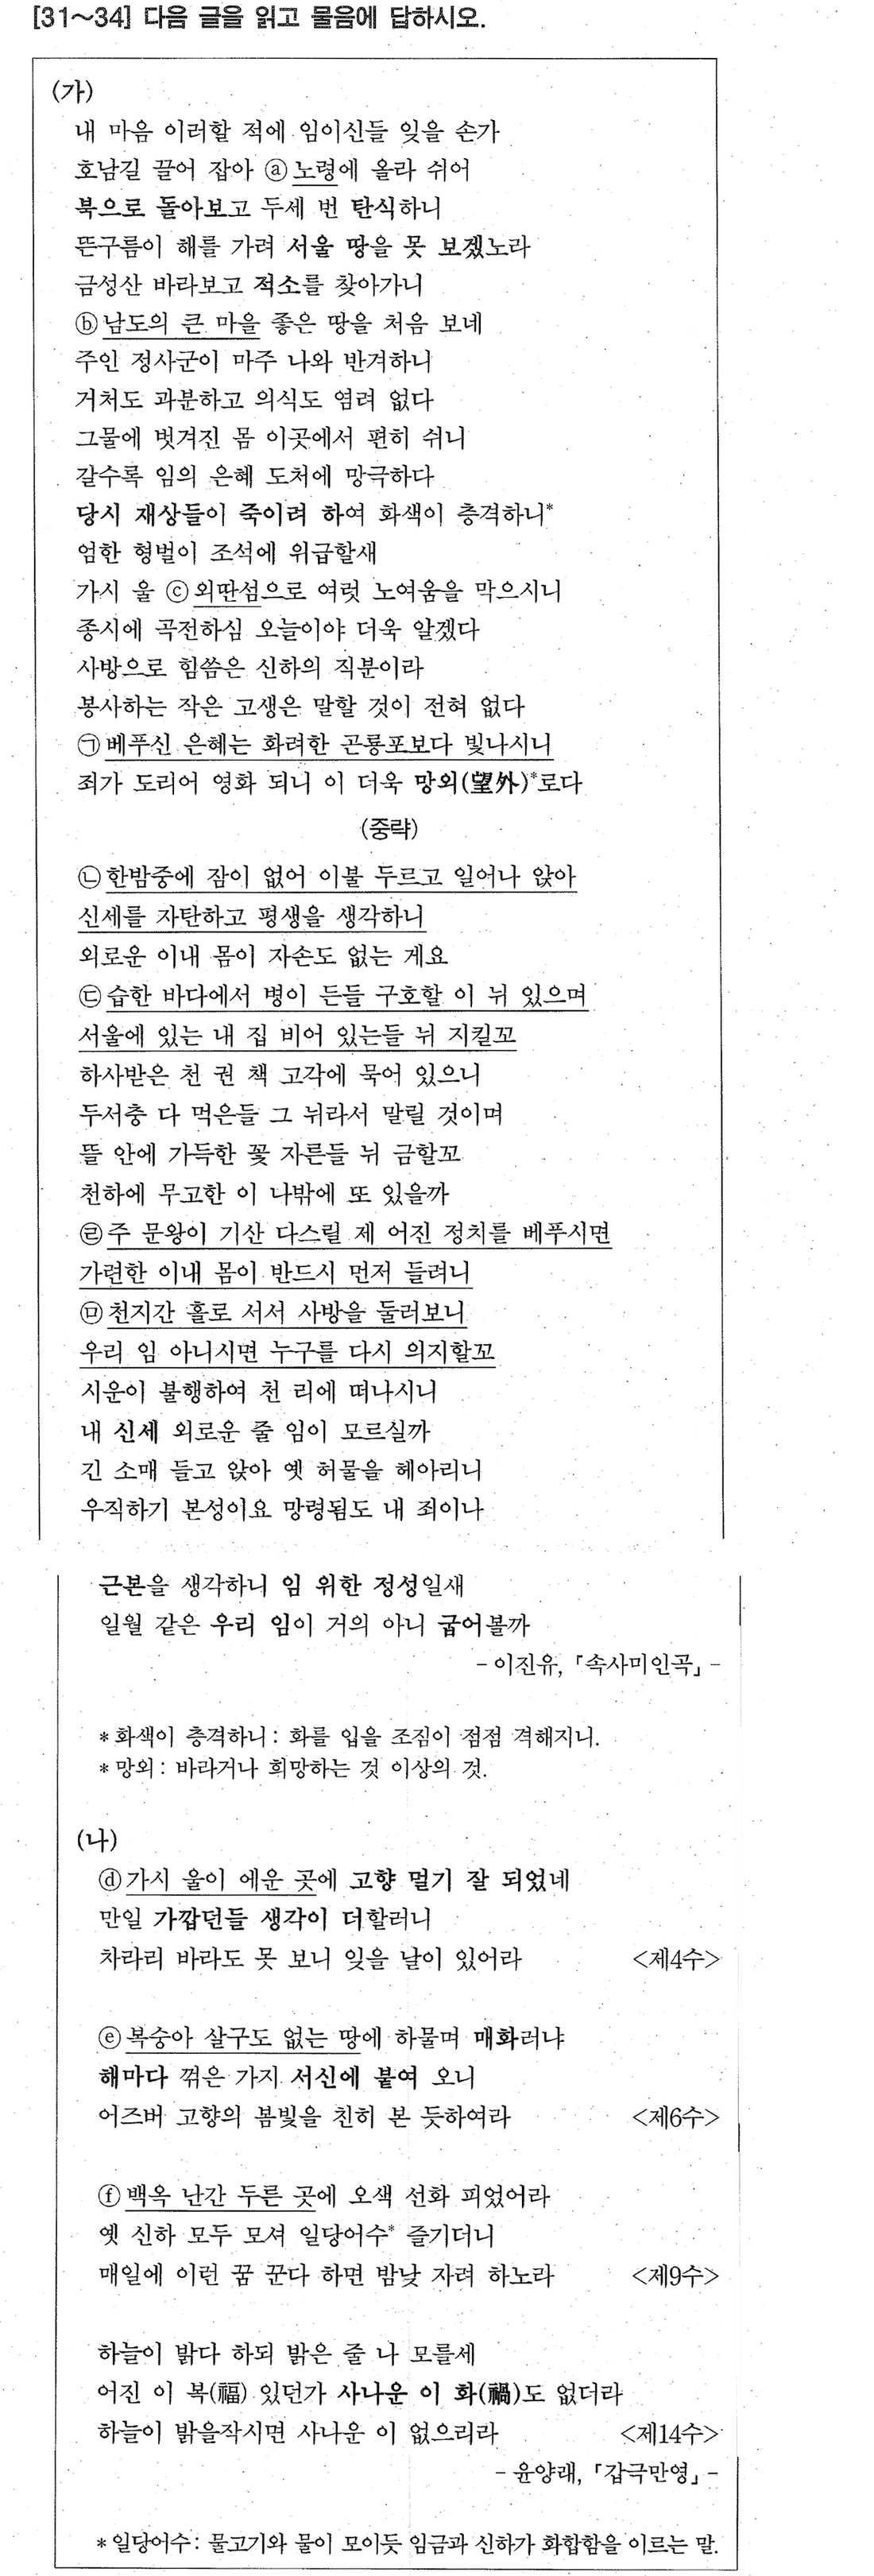 [31～34] 다음 글을 읽고 물음에 답하시오.
(가)
내 마음 이러할 적에 임이신들 잊을 손가
호남길 끌어 잡아 ⓐ노령에 올라 쉬어
북으로 돌아보고 두세 번 탄식하니
뜬구름이 해를 가려 서울 땅을 못 보겠노라
금성산 바라보고 적소를 찾아가니
ⓑ남도의 큰 마을 좋은 땅을 처음 보네
주인 정사군이 마주 나와 반겨하니
거처도 과분하고 의식도 염려 없다
그물에 벗겨진 몸 이곳에서 편히 쉬니
갈수록 임의 은혜 도처에 망극하다
당시 재상들이 죽이려 하여 화색이 층격하니*
엄한 형벌이 조석에 위급할새
가시 울 ⓒ외딴섬으로 여럿 노여움을 막으시니
종시에 곡전하심 오늘이야 더욱 알겠다
사방으로 힘씀은 신하의 직분이라
봉사하는 작은 고생은 말할 것이 전혀 없다
㉠베푸신 은혜는 화려한 곤룡포보다 빛나시니
죄가 도리어 영화 되니 이 더욱 망외(望外)*로다
(중략)
㉡한밤중에 잠이 없어 이불 두르고 일어나 앉아
신세를 자탄하고 평생을 생각하니
외로운 이내 몸이 자손도 없는 게요
㉢습한 바다에서 병이 든들 구호할 이 뉘 있으며
서울에 있는 내 집 비어 있는들 뉘 지킬꼬
하사받은 천 권 책 고각에 묵어 있으니
두서충 다 먹은들 그 뉘라서 말릴 것이며
뜰 안에 가득한 꽃 자른들 뉘 금할꼬
천하에 무고한 이 나밖에 또 있을까
㉣주 문왕이 기산 다스릴 제 어진 정치를 베푸시면
가련한 이내 몸이 반드시 먼저 들려니
㉤천지간 홀로 서서 사방을 둘러보니
우리 임 아니시면 누구를 다시 의지할꼬
시운이 불행하여 천 리에 떠나시니
내 신세 외로운 줄 임이 모르실까
긴 소매 들고 앉아 옛 허물을 헤아리니
우직하기 본성이요 망령됨도 내 죄이나
근본을 생각하니 임 위한 정성일새
일월 같은 우리 임이 거의 아니 굽어볼까
- 이진유, 「속사미인곡」 -
* 화색이 층격하니 : 화를 입을 조짐이 점점 격해지니.
* 망외 : 바라거나 희망하는 것 이상의 것.
(나)
ⓓ가시 울이 에운 곳에 고향 멀기 잘 되었네
만일 가깝던들 생각이 더할러니
차라리 바라도 못 보니 잊을 날이 있어라 <제4수>
ⓔ복숭아 살구도 없는 땅에 하물며 매화러냐
해마다 꺾은 가지 서신에 붙여 오니
어즈버 고향의 봄빛을 친히 본 듯하여라 <제6수>
ⓕ백옥 난간 두른 곳에 오색 선화 피었어라
옛 신하 모두 모셔 일당어수* 즐기더니
매일에 이런 꿈 꾼다 하면 밤낮 자려 하노라 <제9수>
하늘이 밝다 하되 밝은 줄 나 모를세
어진 이 복(福) 있던가 사나운 이 화(禍)도 없더라
하늘이 밝을작시면 사나운 이 없으리라 <제14수>
- 윤양래, 「갑극만영」 -
* 일당어수 : 물고기와 물이 모이듯 임금과 신하가 화합함을 이르는 말.